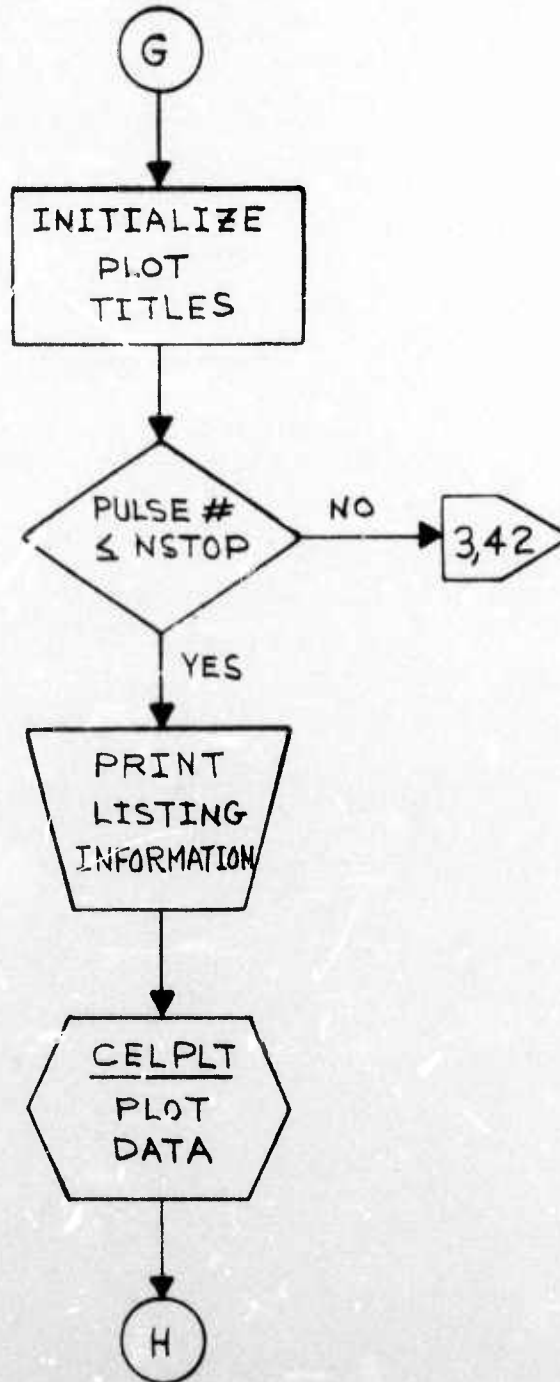 G
INITIALIZE
PLOT
TITLES
PULSE #
≤ NSTOP
NO
3,42
YES
PRINT
LISTING
INFORMATION
CELPLT
PLOT
DATA
H